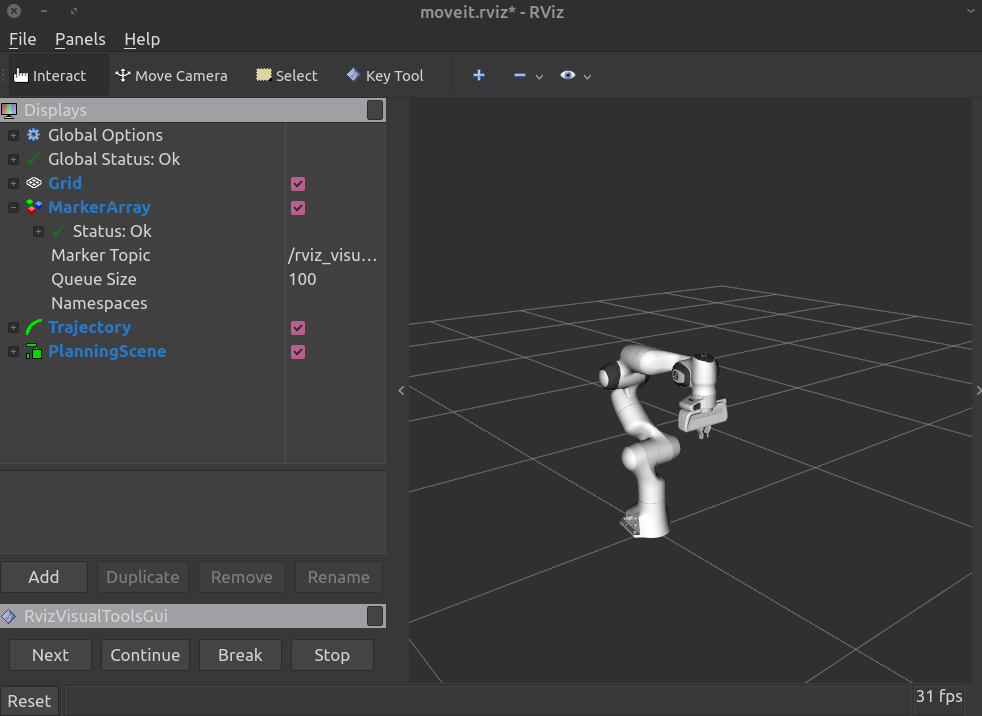 moveit.rviz* - RViz
File Panels Help
Interact Move Camera Select Key Tool
Displays
Global Options
Global Status: Ok
Grid
MarkerArray
Status: Ok
Marker Topic /rviz_visu...
Queue Size 100
Namespaces
Trajectory
PlanningScene
Add Duplicate Remove Rename
RvizVisualToolsGui
Next Continue Break Stop
Reset 31 fps